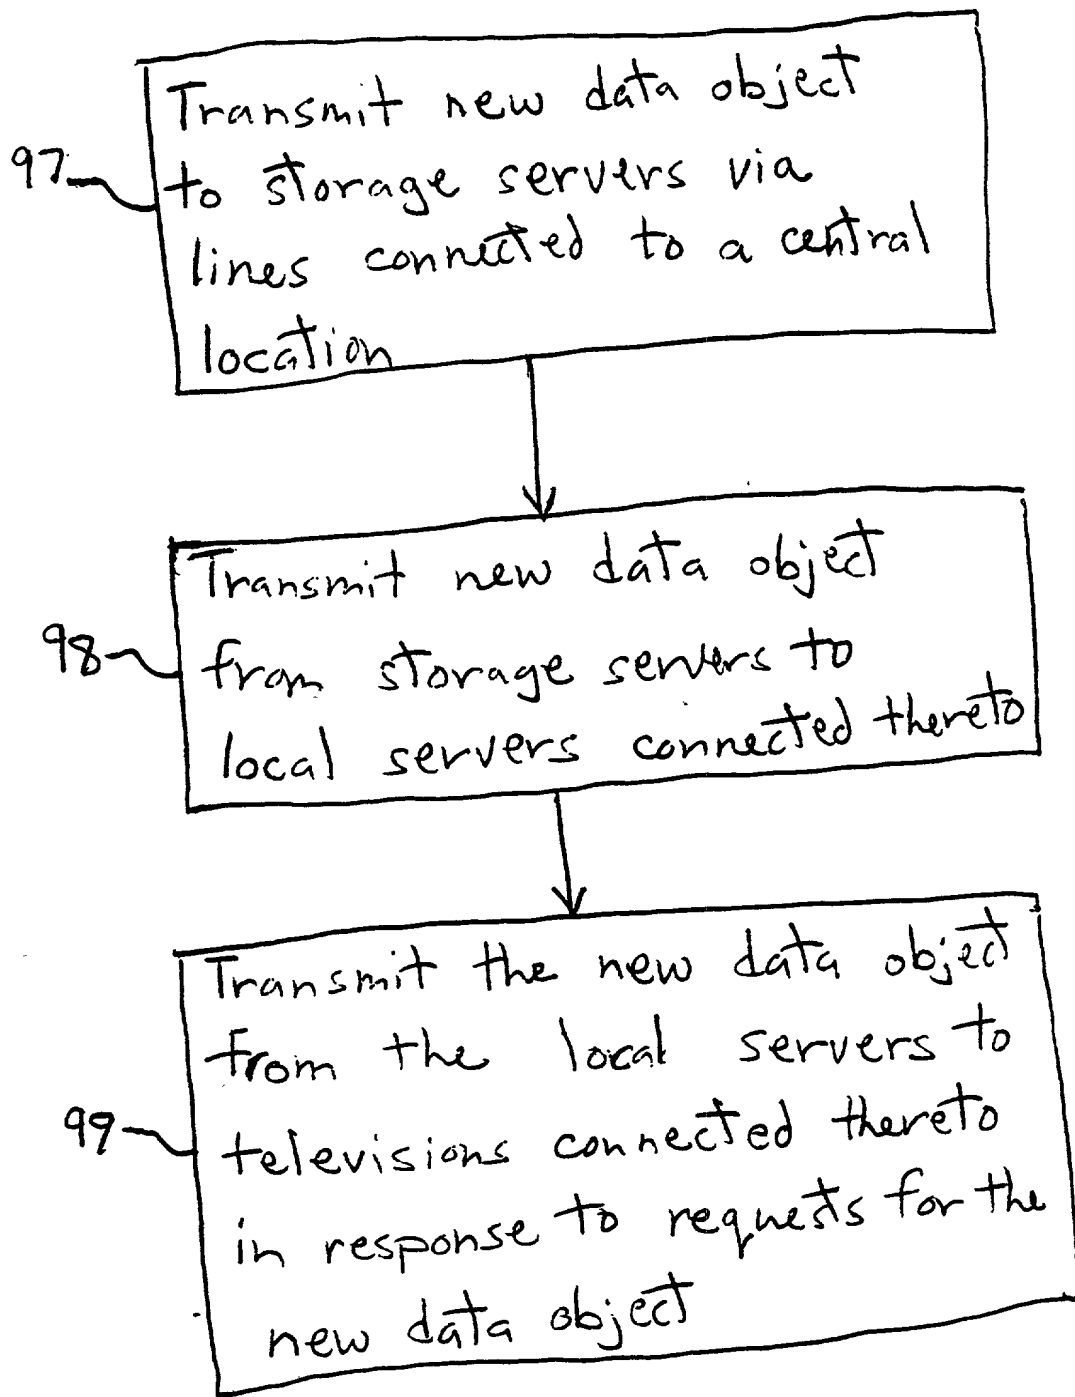 Transmit new data object
97 to storage servers via
lines connected to a central
location
Transmit new data object
98 from storage servers to
local servers connected thereto
Transmit the new data object
from the local servers to
99 televisions connected thereto
in response to requests for the
new data object